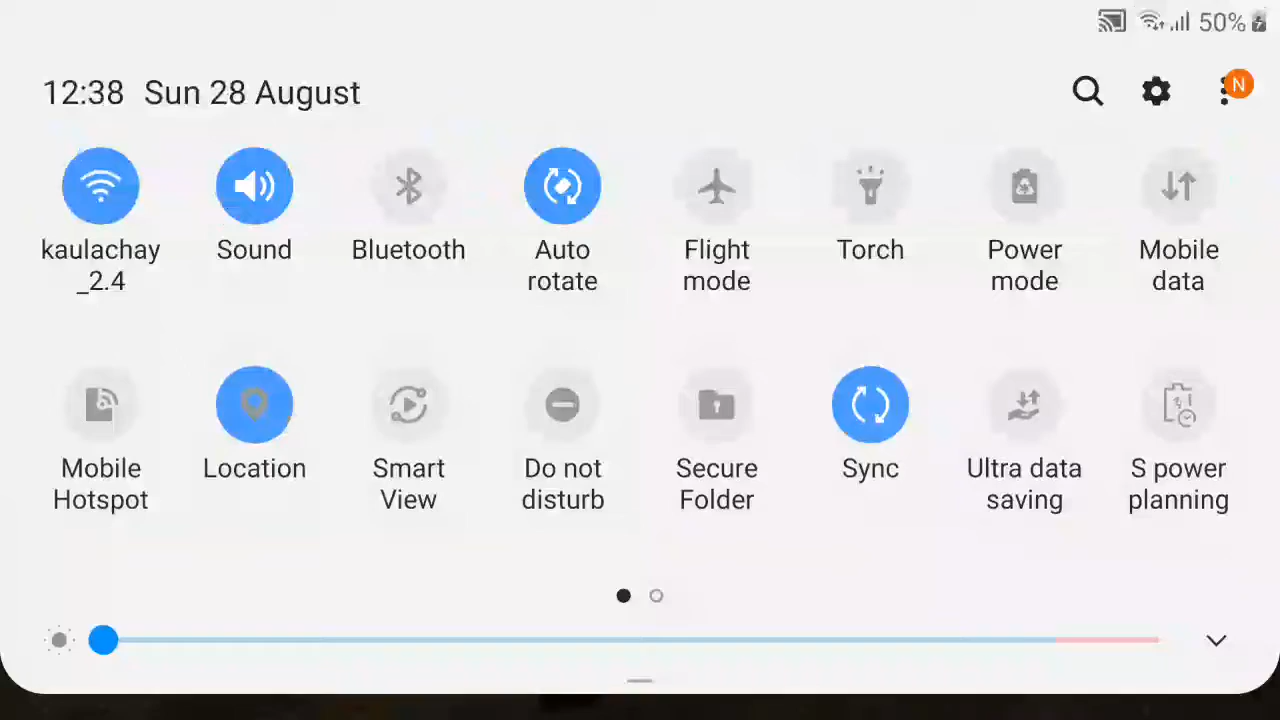 50%
12:38 Sun 28 August
N
kaulachay
_2.4
Sound
Bluetooth
Auto
rotate
Flight
mode
Torch
Power
mode
Mobile
data
Mobile
Hotspot
Location
Smart
View
Do not
disturb
Secure
Folder
Sync
Ultra data
saving
S power
planning